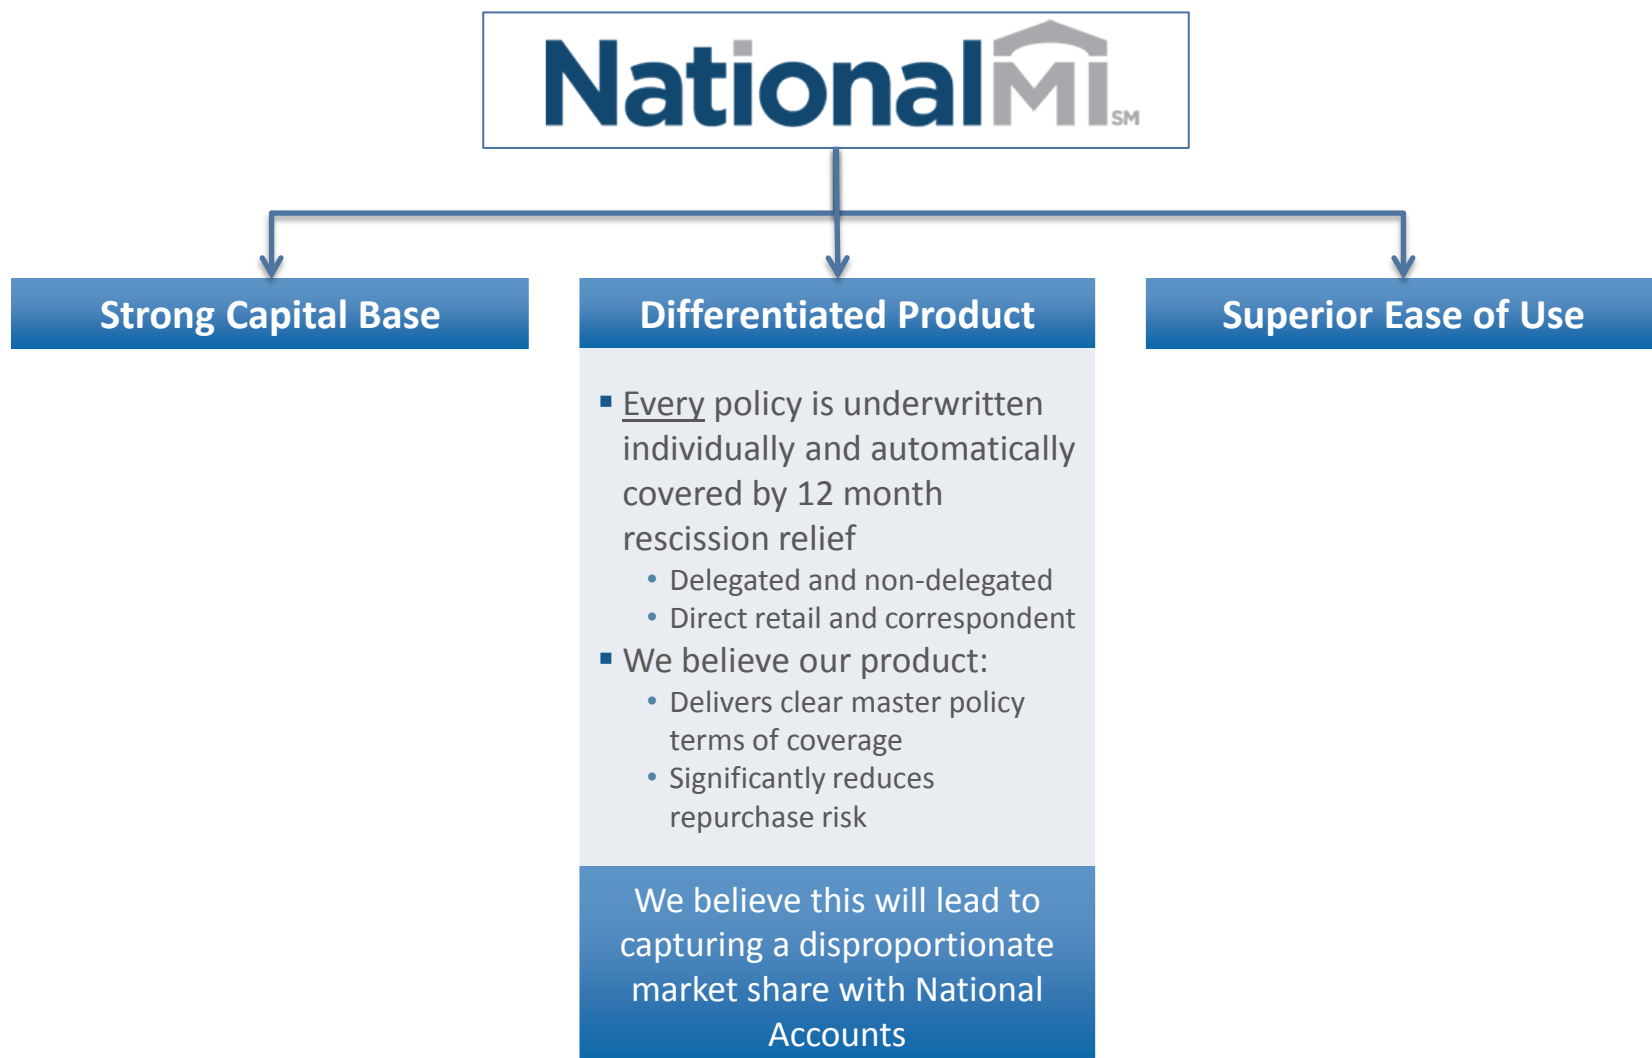 NationalMI SM
Strong Capital Base
Differentiated Product
Superior Ease of Use
▪ Every policy is underwritten
individually and automatically
covered by 12 month
rescission relief
• Delegated and non-delegated
• Direct retail and correspondent
▪ We believe our product:
• Delivers clear master policy
terms of coverage
• Significantly reduces
repurchase risk
We believe this will lead to
capturing a disproportionate
market share with National
Accounts